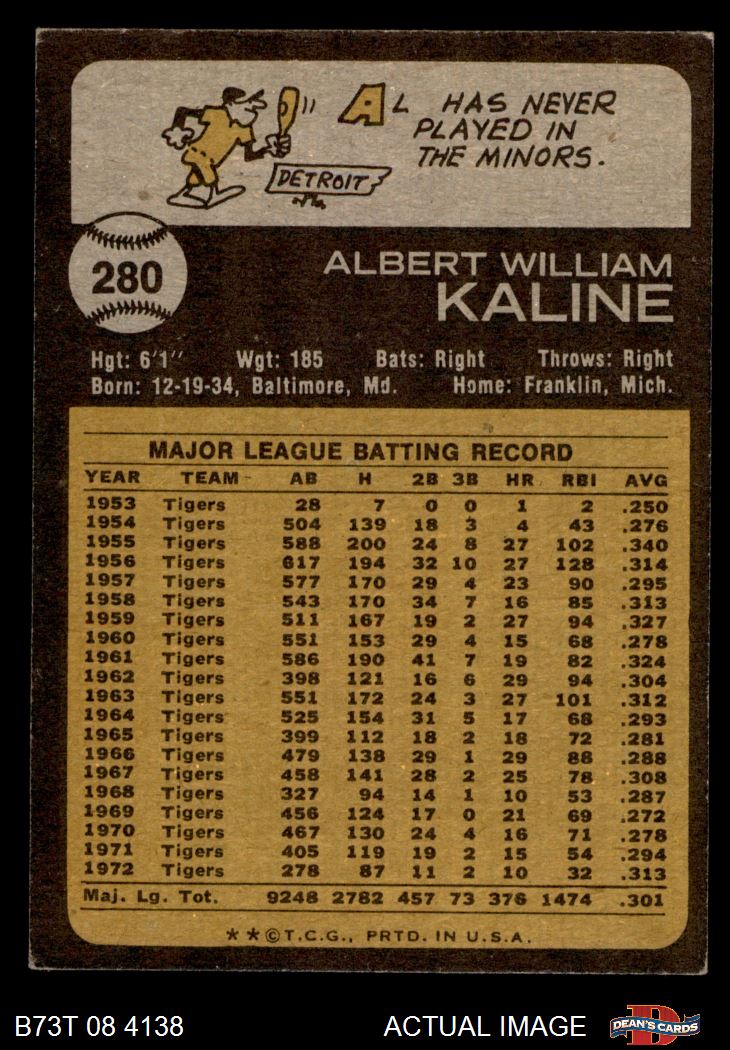 AL HAS NEVER
PLAYED IN
THE MINORS.
DETROIT
280
ALBERT WILLIAM
KALINE
Hgt: 6'1" Wgt: 185 Bats: Right Throws: Right
Born: 12-19-34, Baltimore, Md. Home: Franklin, Mich.
MAJOR LEAGUE BATTING RECORD
YEAR TEAM AB H 2B 3B HR RBI AVG
1953 Tigers 28 7 0 0 1 2 .250
1954 Tigers 504 139 18 3 4 43 .276
1955 Tigers 588 200 24 8 27 102 .340
1956 Tigers 617 194 32 10 27 128 .314
1957 Tigers 577 170 29 4 23 90 .295
1958 Tigers 543 170 34 7 16 85 .313
1959 Tigers 511 167 19 2 27 94 .327
1960 Tigers 551 153 29 4 15 68 .278
1961 Tigers 586 190 41 7 19 82 .324
1962 Tigers 398 121 16 6 29 94 .304
1963 Tigers 551 172 24 3 27 101 .312
1964 Tigers 525 154 31 5 17 68 .293
1965 Tigers 399 112 18 2 18 72 .281
1966 Tigers 479 138 29 1 29 88 .288
1967 Tigers 458 141 28 2 25 78 .308
1968 Tigers 327 94 14 1 10 53 .287
1969 Tigers 456 124 17 0 21 69 .272
1970 Tigers 467 130 24 4 16 71 .278
1971 Tigers 405 119 19 2 15 54 .294
1972 Tigers 278 87 11 2 10 32 .313
Maj. Lg. Tot. 9248 2782 457 73 376 1474 .301
**©T.C.G., PRTD. IN U.S.A.
B73T 08 4138 ACTUAL IMAGE D DEAN'S CARDS